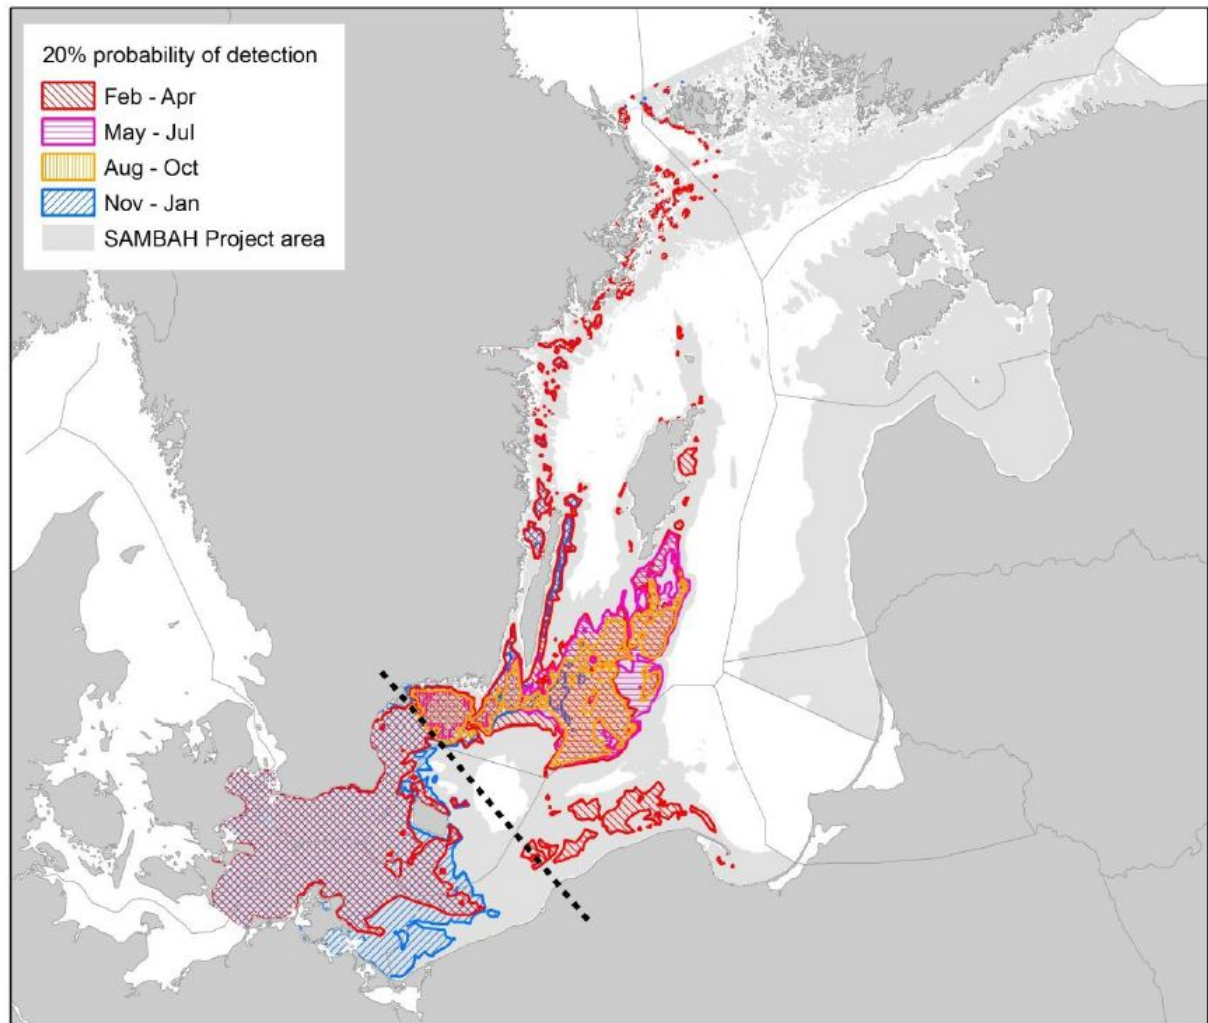 20% probability of detection
Feb - Apr
May - Jul
Aug - Oct
Nov - Jan
SAMBAH Project area